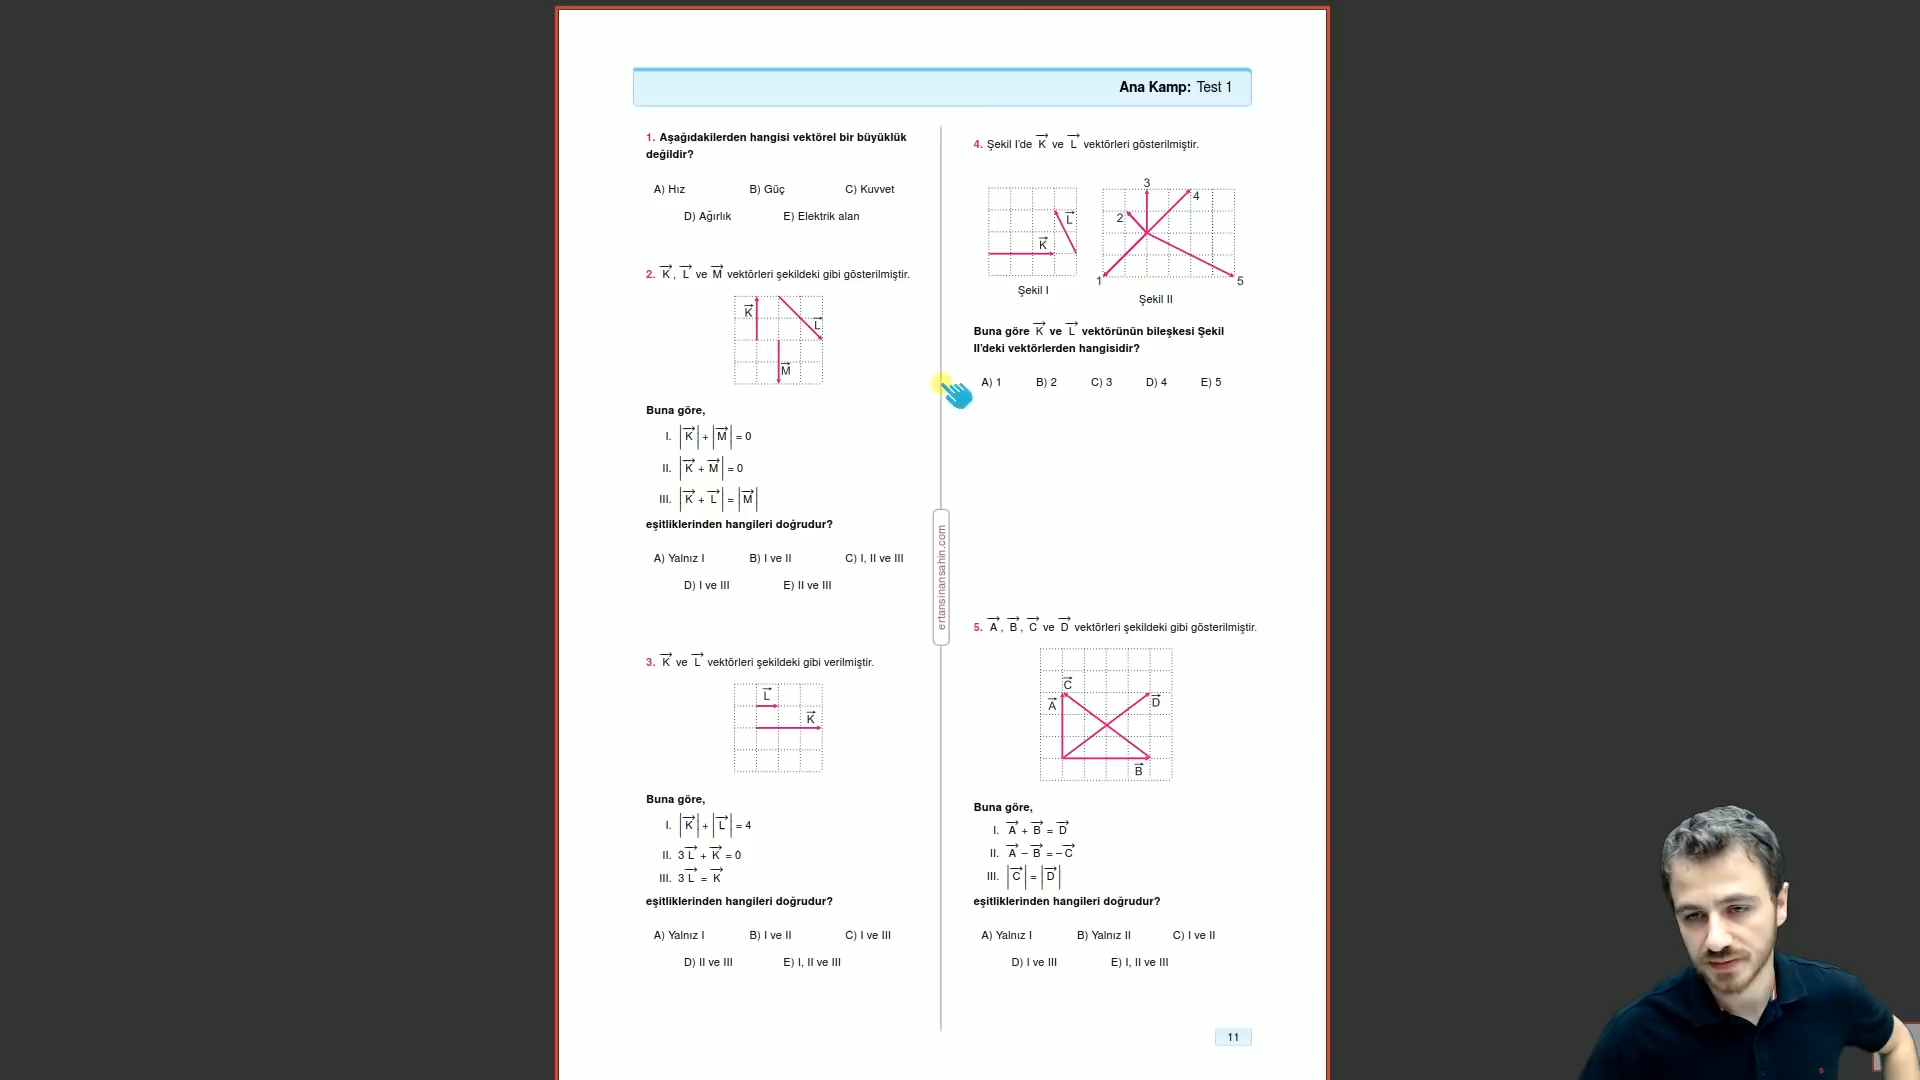 Ana Kamp: Test 1
1. Aşağıdakilerden hangisi vektörel bir büyüklük
değildir?
A) Hız B) Güç C) Kuvvet
D) Ağırlık E) Elektrik alan
2. K, L ve M vektörleri şekildeki gibi gösterilmiştir.
K
L
M
Buna göre,
I. |K| + |M| = 0
II. |K + M| = 0
III. |K + L| = |M|
eşitliklerinden hangileri doğrudur?
A) Yalnız I B) I ve II C) I, II ve III
D) I ve III E) II ve III
3. K ve L vektörleri şekildeki gibi verilmiştir.
L
K
Buna göre,
I. |K| + |L| = 4
II. 3L + K = 0
III. 3L = K
eşitliklerinden hangileri doğrudur?
A) Yalnız I B) I ve II C) I ve III
D) II ve III E) I, II ve III
ertansinansahin.com
4. Şekil I'de K ve L vektörleri gösterilmiştir.
L
K
Şekil I
3
4
2
1
5
Şekil II
Buna göre K ve L vektörünün bileşkesi Şekil
II'deki vektörlerden hangisidir?
A) 1 B) 2 C) 3 D) 4 E) 5
5. A, B, C ve D vektörleri şekildeki gibi gösterilmiştir.
C
A
D
B
Buna göre,
I. A + B = D
II. A – B = –C
III. |C| = |D|
eşitliklerinden hangileri doğrudur?
A) Yalnız I B) Yalnız II C) I ve II
D) I ve III E) I, II ve III
11